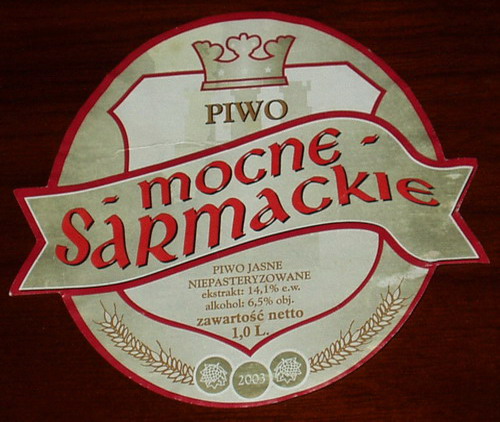 PIWO
- MOCNE -
SARMACKIE
PIWO JASNE
NIEPASTERYZOWANE
ekstrakt: 14,1% e.w.
alkohol: 6,5% obj.
zawartość netto
1,0 L.
2003